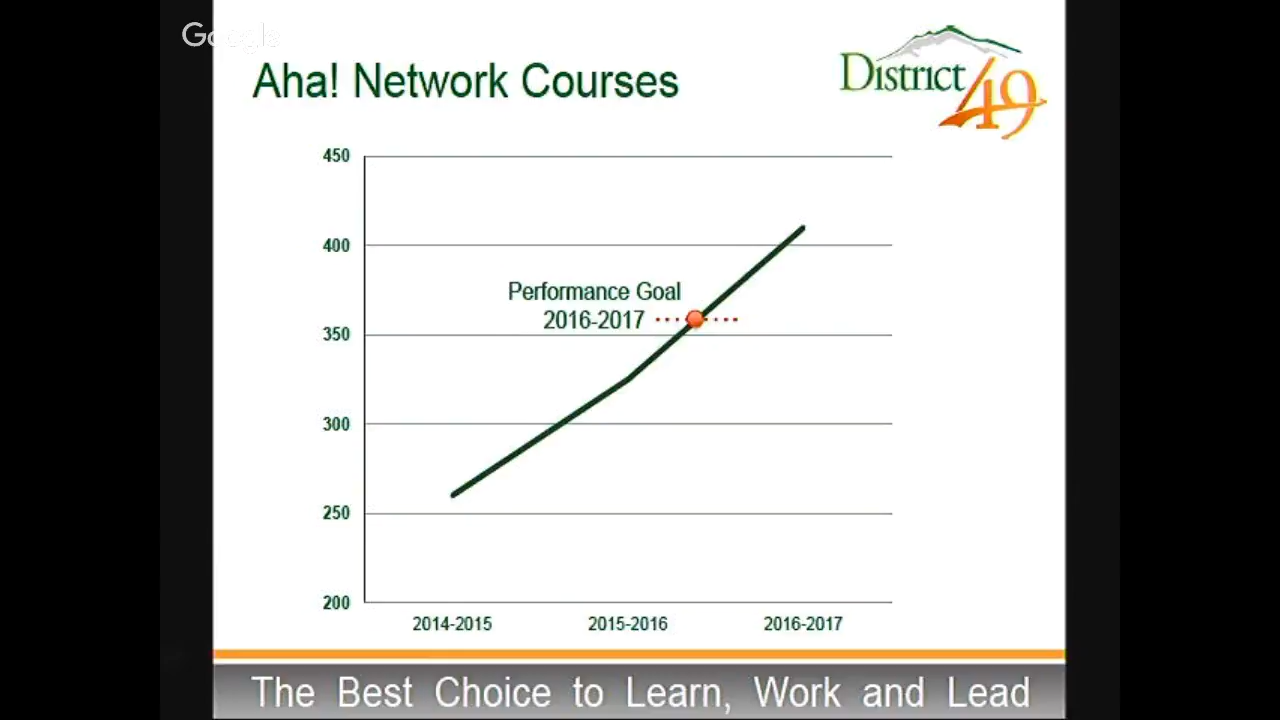 Google
Aha! Network Courses
District
49
450
400
Performance Goal
2016-2017
350
300
250
200
2014-2015 2015-2016 2016-2017
The Best Choice to Learn, Work and Lead